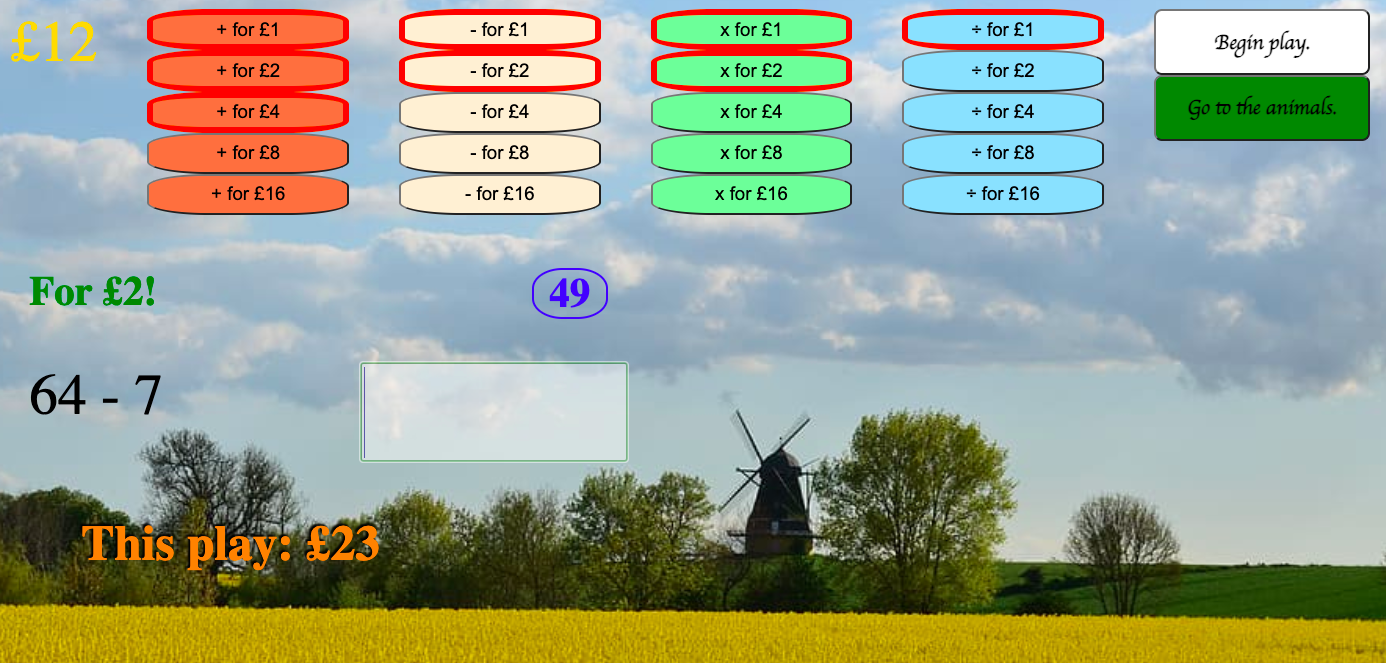 £12
+ for £1
- for £1
x for £1
÷ for £1
Begin play.
+ for £2
- for £2
x for £2
÷ for £2
+ for £4
- for £4
x for £4
÷ for £4
Go to the animals.
+ for £8
- for £8
x for £8
÷ for £8
+ for £16
- for £16
x for £16
÷ for £16
For £2!
49
64 - 7
This play: £23